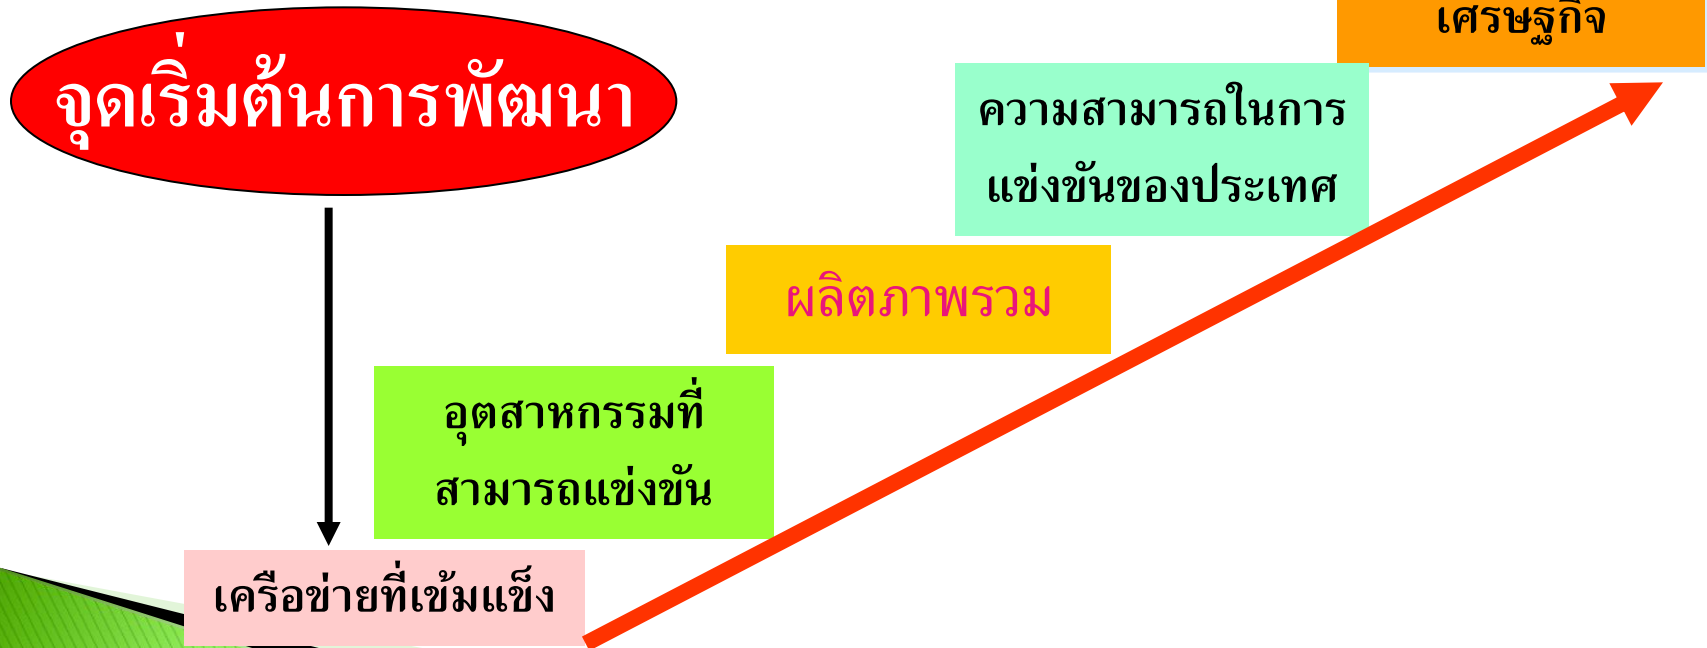 เศรษฐกิจ
จุดเริ่มต้นการพัฒนา
ความสามารถในการ
แข่งขันของประเทศ
ผลิตภาพรวม
อุตสาหกรรมที่
สามารถแข่งขัน
เครือข่ายที่เข้มแข็ง